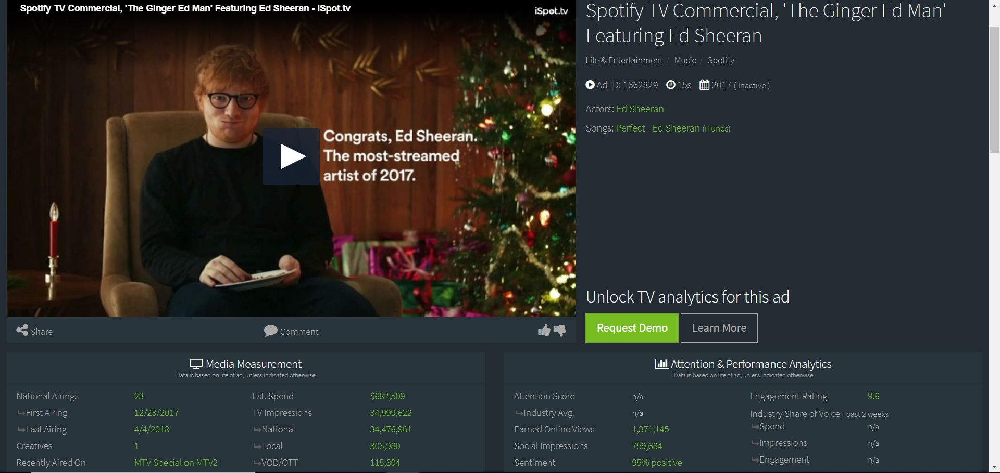 Spotify TV Commercial, 'The Ginger Ed Man' Featuring Ed Sheeran - iSpot.tv
iSpot.tv
Congrats, Ed Sheeran.
The most-streamed
artist of 2017.
Share
Comment
Spotify TV Commercial, 'The Ginger Ed Man'
Featuring Ed Sheeran
Life & Entertainment / Music / Spotify
Ad ID: 1662829 15s 2017 ( Inactive )
Actors: Ed Sheeran
Songs: Perfect - Ed Sheeran (iTunes)
Unlock TV analytics for this ad
Request Demo
Learn More
Media Measurement
Data is based on life of ad, unless indicated otherwise
National Airings 23
First Airing 12/23/2017
Last Airing 4/4/2018
Creatives 1
Recently Aired On MTV Special on MTV2
Est. Spend $682,509
TV Impressions 34,999,622
National 34,476,961
Local 303,980
VOD/OTT 115,804
Attention & Performance Analytics
Data is based on life of ad, unless indicated otherwise
Attention Score n/a
Industry Avg. n/a
Earned Online Views 1,371,145
Social Impressions 759,684
Sentiment 95% positive
Engagement Rating 9.6
Industry Share of Voice - past 2 weeks
Spend n/a
Impressions n/a
Engagement n/a